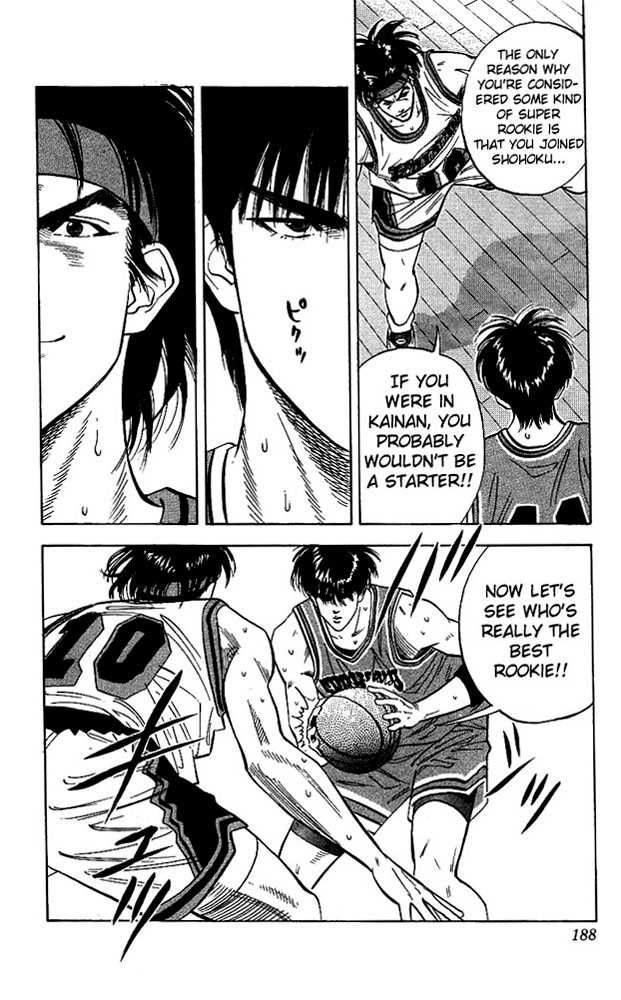 THE ONLY
REASON WHY
YOU'RE CONSID-
ERED SOME KIND
OF SUPER
ROOKIE IS
THAT YOU JOINED
SHOHOKU...
IF YOU
WERE IN
KAINAN, YOU
PROBABLY
WOULDN'T BE
A STARTER!!
ピクッ
NOW LET'S
SEE WHO'S
REALLY THE
BEST
ROOKIE!!
10
188